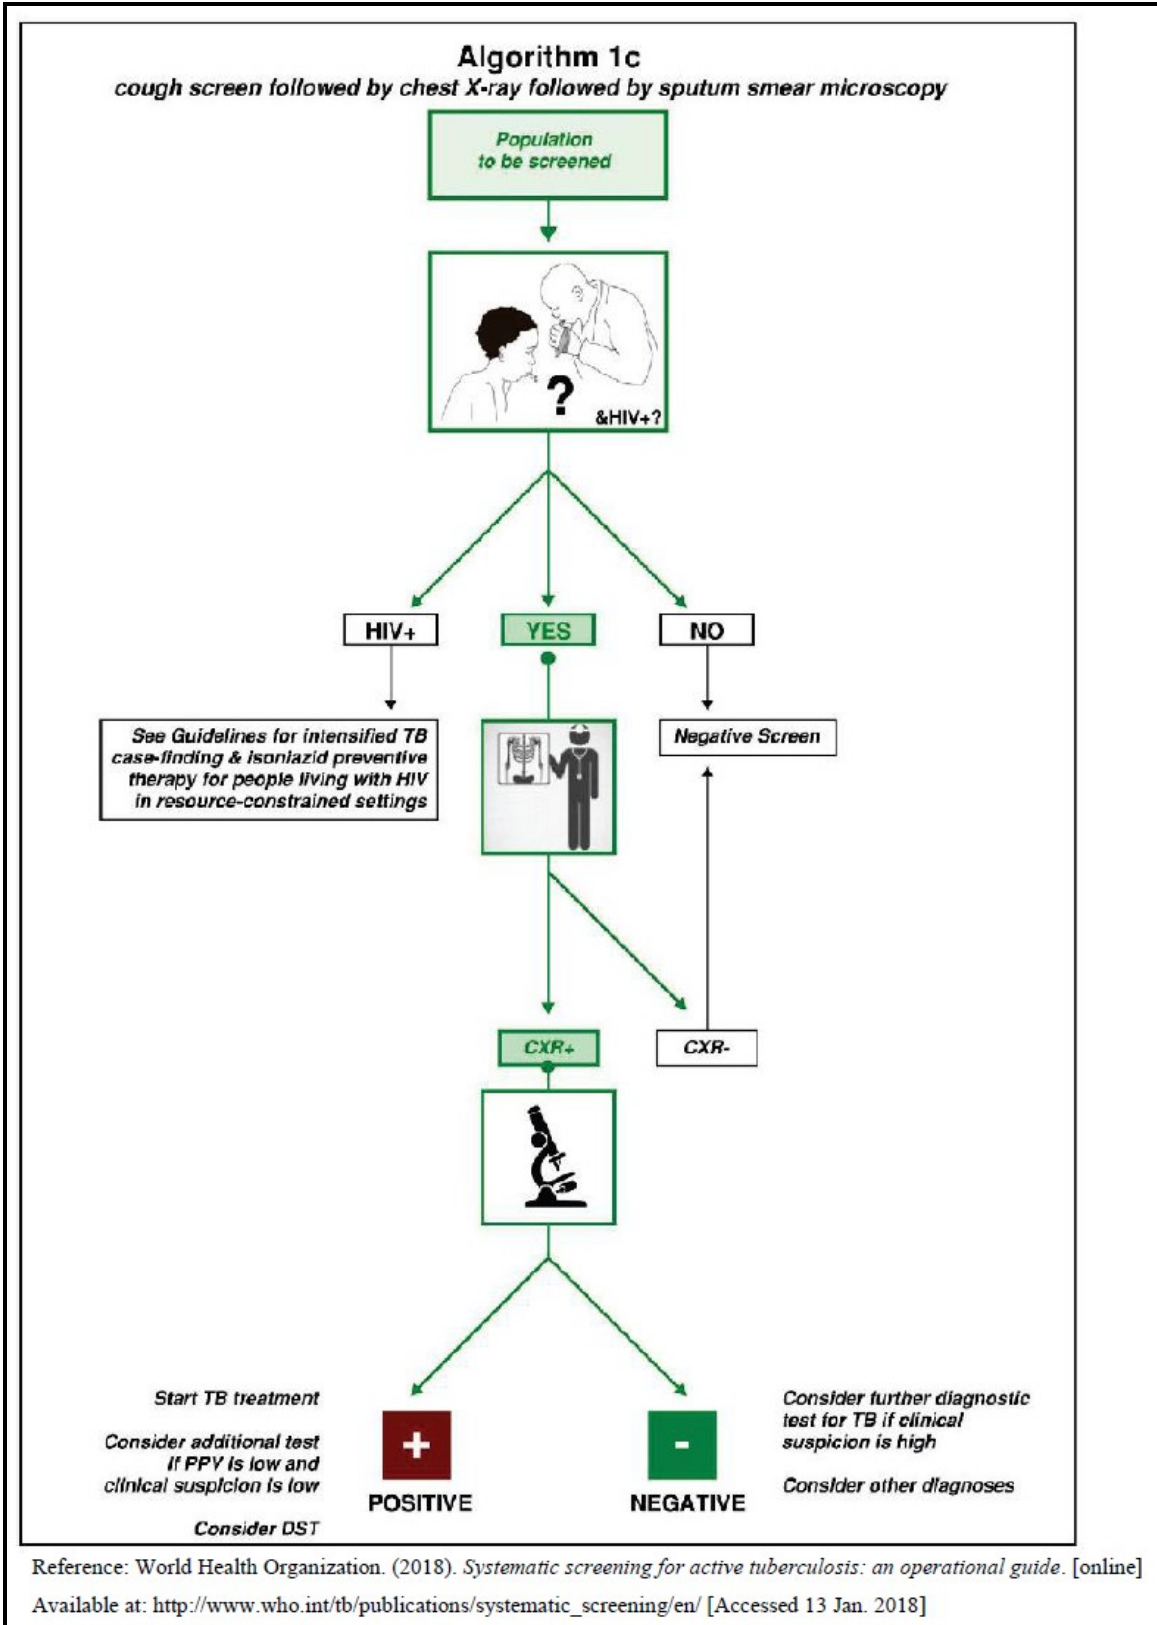 Algorithm 1c
cough screen followed by chest X-ray followed by sputum smear microscopy
Population
to be screened
?
&HIV+?
HIV+
YES
NO
See Guidelines for intensified TB
case-finding & isoniazid preventive
therapy for people living with HIV
in resource-constrained settings
Negative Screen
CXR+
CXR-
Start TB treatment
Consider additional test
if PPV is low and
clinical suspicion is low
Consider DST
+
POSITIVE
-
NEGATIVE
Consider further diagnostic
test for TB if clinical
suspicion is high
Consider other diagnoses
Reference: World Health Organization. (2018). Systematic screening for active tuberculosis: an operational guide. [online]
Available at: http://www.who.int/tb/publications/systematic_screening/en/ [Accessed 13 Jan. 2018]